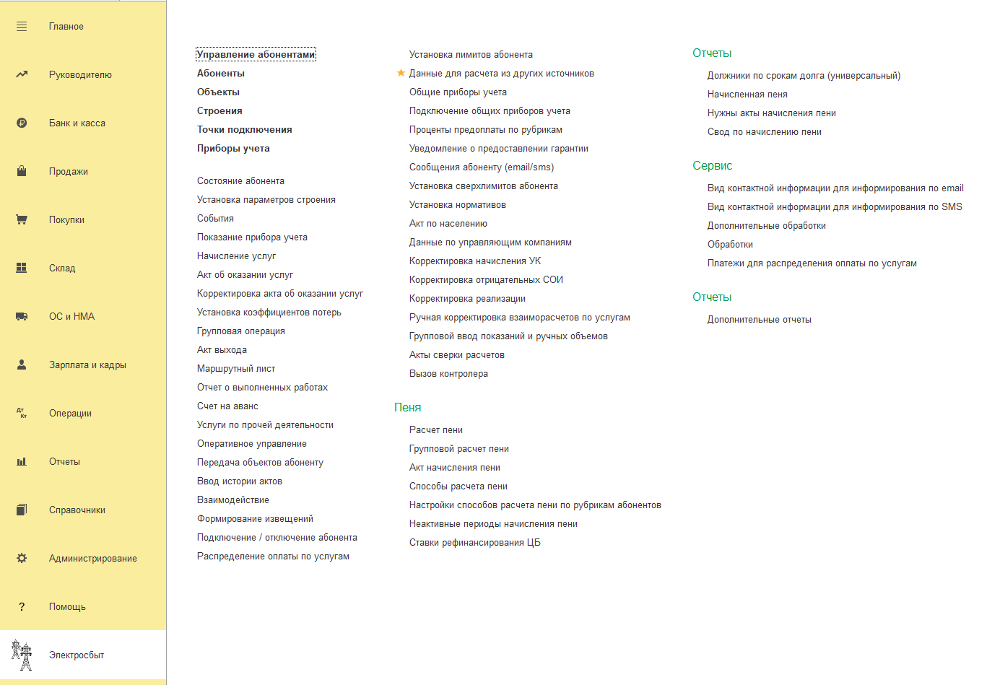 Главное
Руководителю
Банк и касса
Продажи
Покупки
Склад
ОС и НМА
Зарплата и кадры
Дт
Кт
Операции
Отчеты
Справочники
Администрирование
?
Помощь
Электросбыт
Управление абонентами
Абоненты
Объекты
Строения
Точки подключения
Приборы учета
Состояние абонента
Установка параметров строения
События
Показание прибора учета
Начисление услуг
Акт об оказании услуг
Корректировка акта об оказании услуг
Установка коэффициентов потерь
Групповая операция
Акт выхода
Маршрутный лист
Отчет о выполненных работах
Счет на аванс
Услуги по прочей деятельности
Оперативное управление
Передача объектов абоненту
Ввод истории актов
Взаимодействие
Формирование извещений
Подключение / отключение абонента
Распределение оплаты по услугам
Установка лимитов абонента
Данные для расчета из других источников
Общие приборы учета
Подключение общих приборов учета
Проценты предоплаты по рубрикам
Уведомление о предоставлении гарантии
Сообщения абоненту (email/sms)
Установка сверхлимитов абонента
Установка нормативов
Акт по населению
Данные по управляющим компаниям
Корректировка начисления УК
Корректировка отрицательных СОИ
Корректировка реализации
Ручная корректировка взаиморасчетов по услугам
Групповой ввод показаний и ручных объемов
Акты сверки расчетов
Вызов контролера
Пеня
Расчет пени
Групповой расчет пени
Акт начисления пени
Способы расчета пени
Настройки способов расчета пени по рубрикам абонентов
Неактивные периоды начисления пени
Ставки рефинансирования ЦБ
Отчеты
Должники по срокам долга (универсальный)
Начисленная пеня
Нужны акты начисления пени
Свод по начислению пени
Сервис
Вид контактной информации для информирования по email
Вид контактной информации для информирования по SMS
Дополнительные обработки
Обработки
Платежи для распределения оплаты по услугам
Отчеты
Дополнительные отчеты